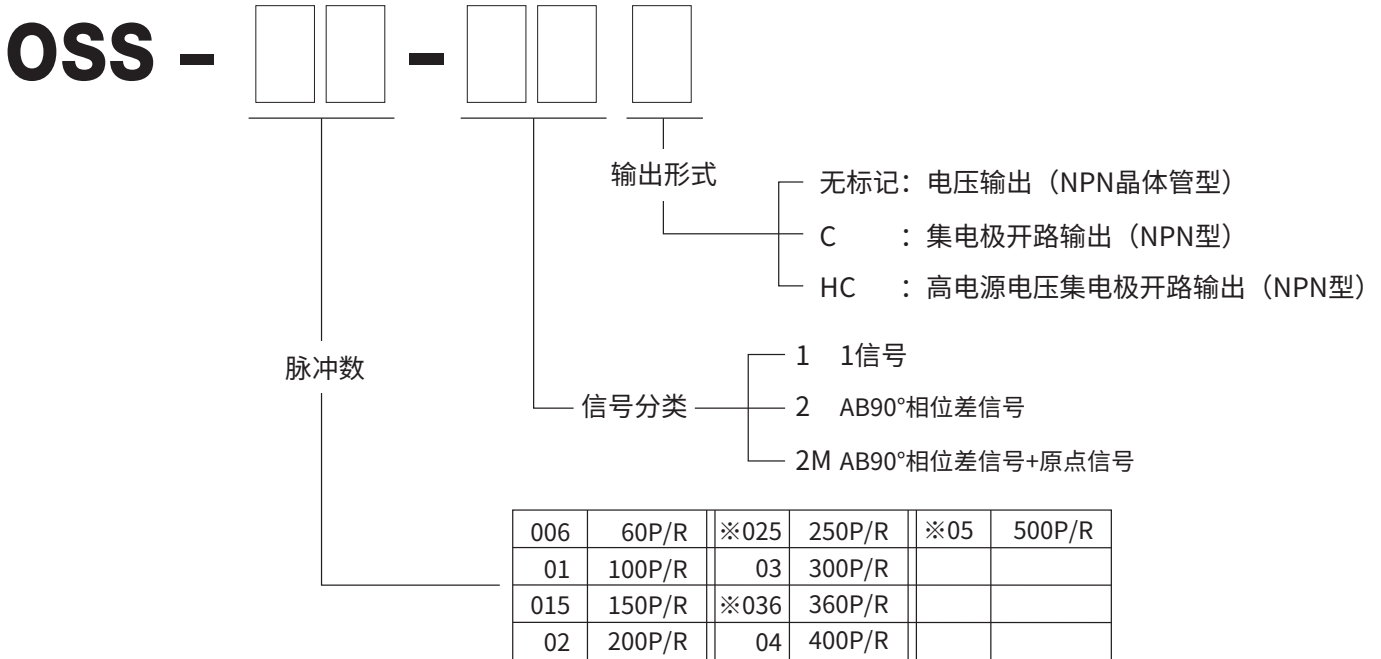 OSS –  –
输出形式
无标记：电压输出（NPN晶体管型）
C ：集电极开路输出（NPN型）
HC ：高电源电压集电极开路输出（NPN型）
脉冲数
信号分类
1 1信号
2 AB90°相位差信号
2M AB90°相位差信号+原点信号
006 60P/R ※025 250P/R ※05 500P/R
01 100P/R 03 300P/R
015 150P/R ※036 360P/R
02 200P/R 04 400P/R